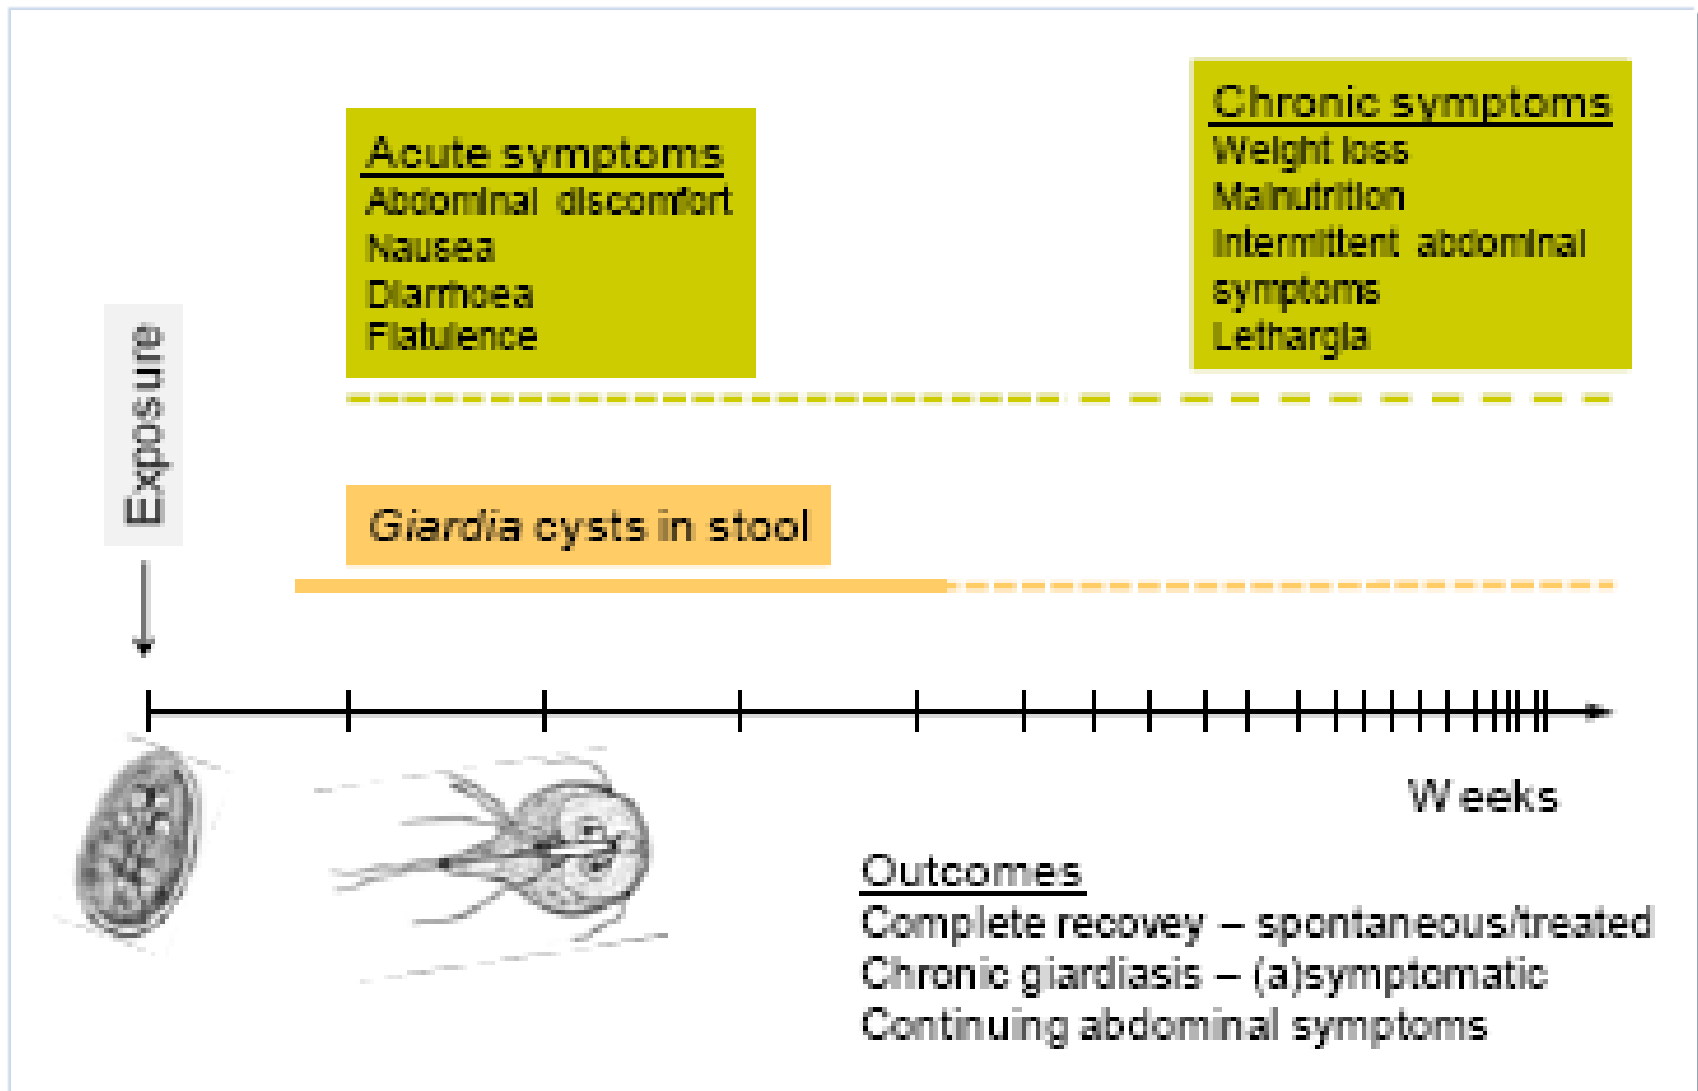 Exposure
Acute symptoms
Abdominal discomfort
Nausea
Diarrhoea
Flatulence
Chronic symptoms
Weight loss
Malnutrition
Intermittent abdominal
symptoms
Lethargia
Giardia cysts in stool
Weeks
Outcomes
Complete recovey – spontaneous/treated
Chronic giardiasis – (a)symptomatic
Continuing abdominal symptoms